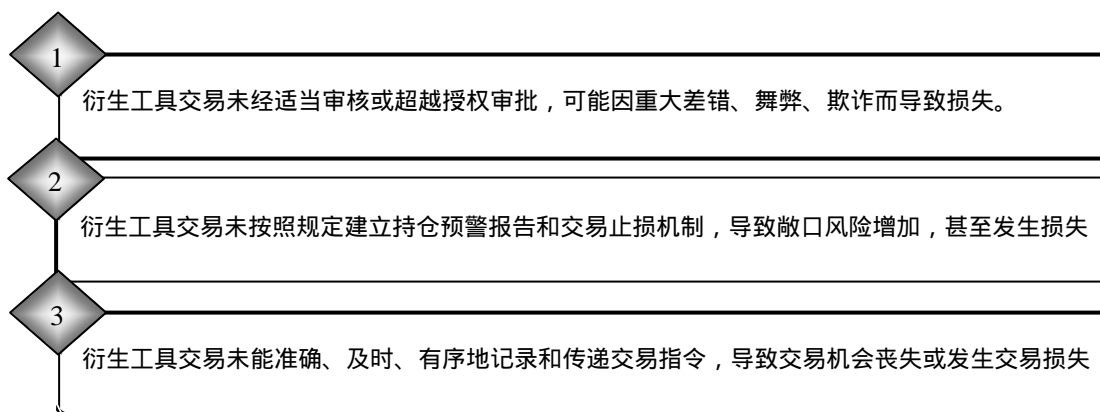 1
衍生工具交易未经适当审核或超越授权审批，可能因重大差错、舞弊、欺诈而导致损失。
2
衍生工具交易未按照规定建立持仓预警报告和交易止损机制，导致敞口风险增加，甚至发生损失
3
衍生工具交易未能准确、及时、有序地记录和传递交易指令，导致交易机会丧失或发生交易损失